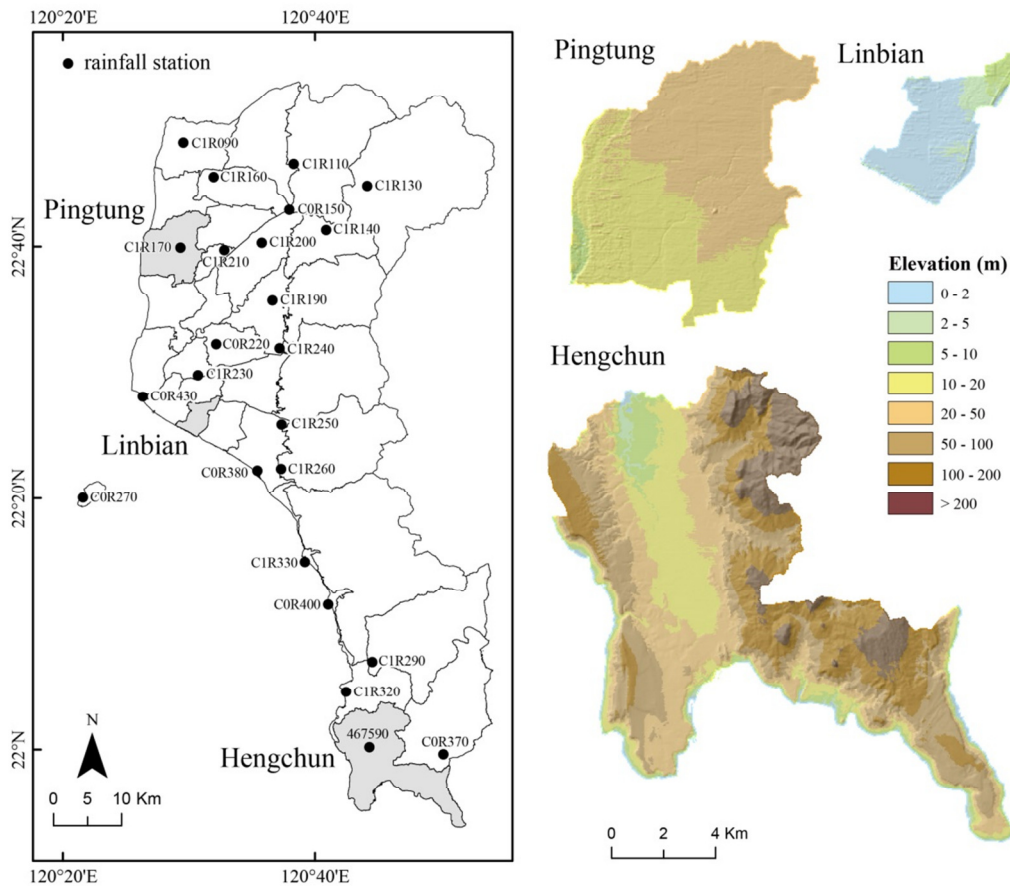 120°20'E
120°40'E
rainfall station
C1R090
C1R110
C1R160
C1R130
C0R150
Pingtung
C1R140
C1R170
C1R200
C1R210
22°40'N
C1R190
C0R220
C1R240
C1R230
C0R430
C1R250
Linbian
C0R380
C1R260
C0R270
22°20'N
C1R330
C0R400
C1R290
C1R320
467590
C0R370
Hengchun
22°N
N
0 5 10 Km
120°20'E
120°40'E
Pingtung
Linbian
Elevation (m)
0 - 2
2 - 5
5 - 10
10 - 20
20 - 50
50 - 100
100 - 200
> 200
Hengchun
0 2 4 Km